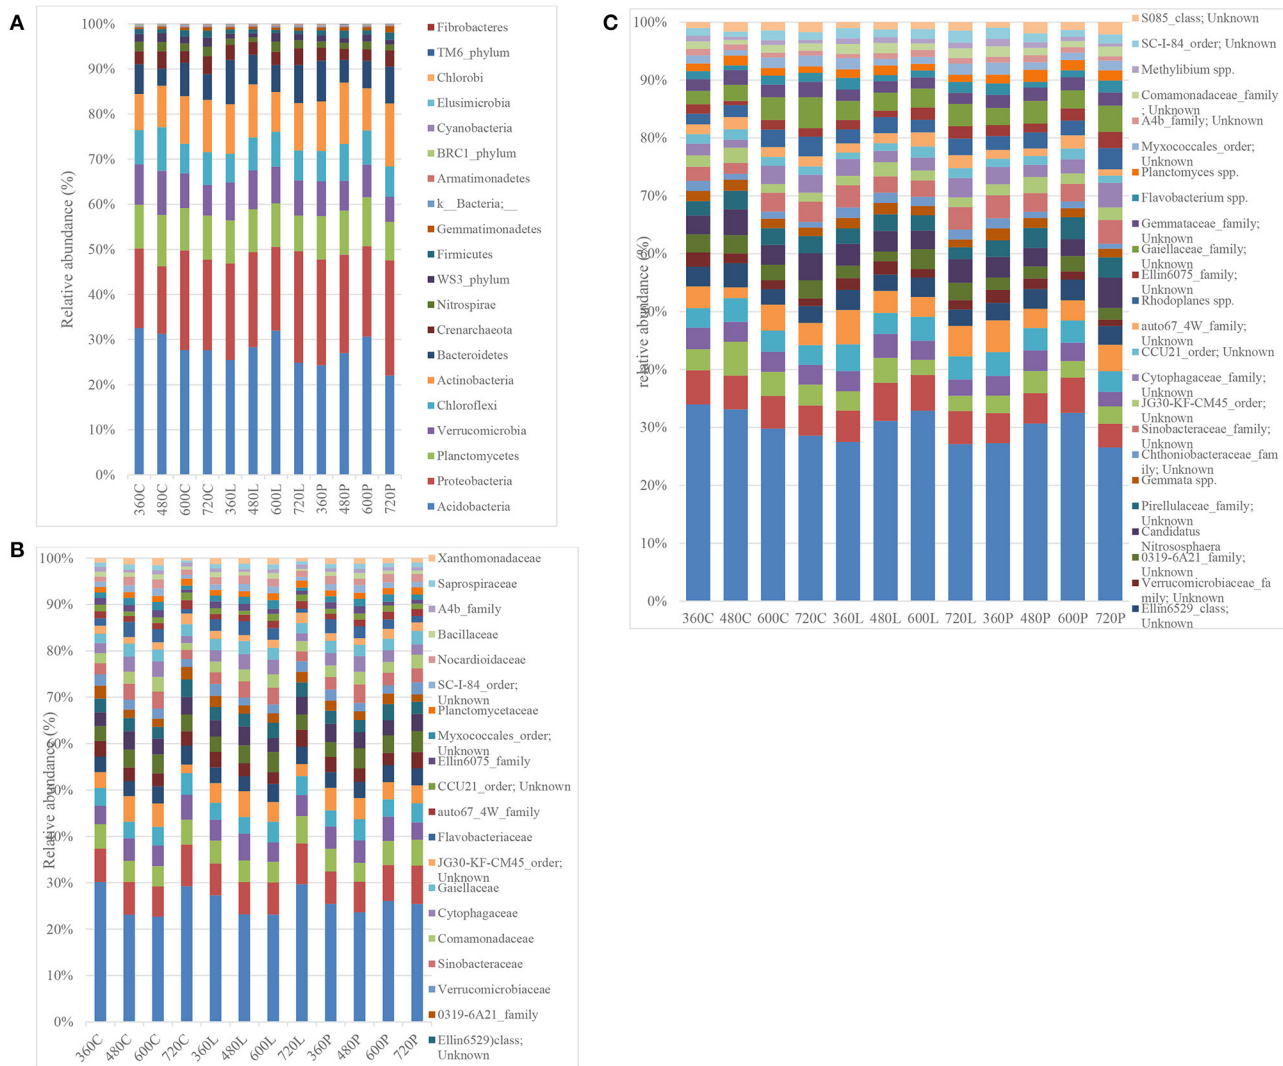 A
100%
90%
80%
70%
60%
50%
40%
30%
20%
10%
0%
Relative abundance (%)
360C
480C
600C
720C
360L
480L
600L
720L
360P
480P
600P
720P
Fibrobacteres
TM6_phylum
Chlorobi
Elusimicrobia
Cyanobacteria
BRC1_phylum
Armatimonadetes
k__Bacteria;__
Gemmatimonadetes
Firmicutes
WS3_phylum
Nitrospirae
Crenarchaeota
Bacteroidetes
Actinobacteria
Chloroflexi
Verrucomicrobia
Planctomycetes
Proteobacteria
Acidobacteria
B
100%
90%
80%
70%
60%
50%
40%
30%
20%
10%
0%
Relative abundance (%)
360C
480C
600C
720C
360L
480L
600L
720L
360P
480P
600P
720P
Xanthomonadaceae
Saprospiraceae
A4b_family
Bacillaceae
Nocardioidaceae
SC-I-84_order;
Unknown
Planctomycetaceae
Myxococcales_order;
Unknown
Ellin6075_family
CCU21_order; Unknown
auto67_4W_family
Flavobacteriaceae
JG30-KF-CM45_order;
Unknown
Gaiellaceae
Cytophagaceae
Comamonadaceae
Sinobacteraceae
Verrucomicrobiaceae
0319-6A21_family
Ellin6529)class;
Unknown
C
100%
90%
80%
70%
60%
50%
40%
30%
20%
10%
0%
relative abundance (%)
360C
480C
600C
720C
360L
480L
600L
720L
360P
480P
600P
720P
S085_class; Unknown
SC-I-84_order; Unknown
Methylibium spp.
Comamonadaceae_family
; Unknown
A4b_family; Unknown
Myxococcales_order;
Unknown
Planctomyces spp.
Flavobacterium spp.
Gemmataceae_family;
Unknown
Gaiellaceae_family;
Unknown
Ellin6075_family;
Unknown
Rhodoplanes spp.
auto67_4W_family;
Unknown
CCU21_order; Unknown
Cytophagaceae_family;
Unknown
JG30-KF-CM45_order;
Unknown
Sinobacteraceae_family;
Unknown
Chthoniobacteraceae_fam
ily; Unknown
Gemmata spp.
Pirellulaceae_family;
Unknown
Candidatus
Nitrososphaera
0319-6A21_family;
Unknown
Verrucomicrobiaceae_fa
mily; Unknown
Ellin6529_class;
Unknown